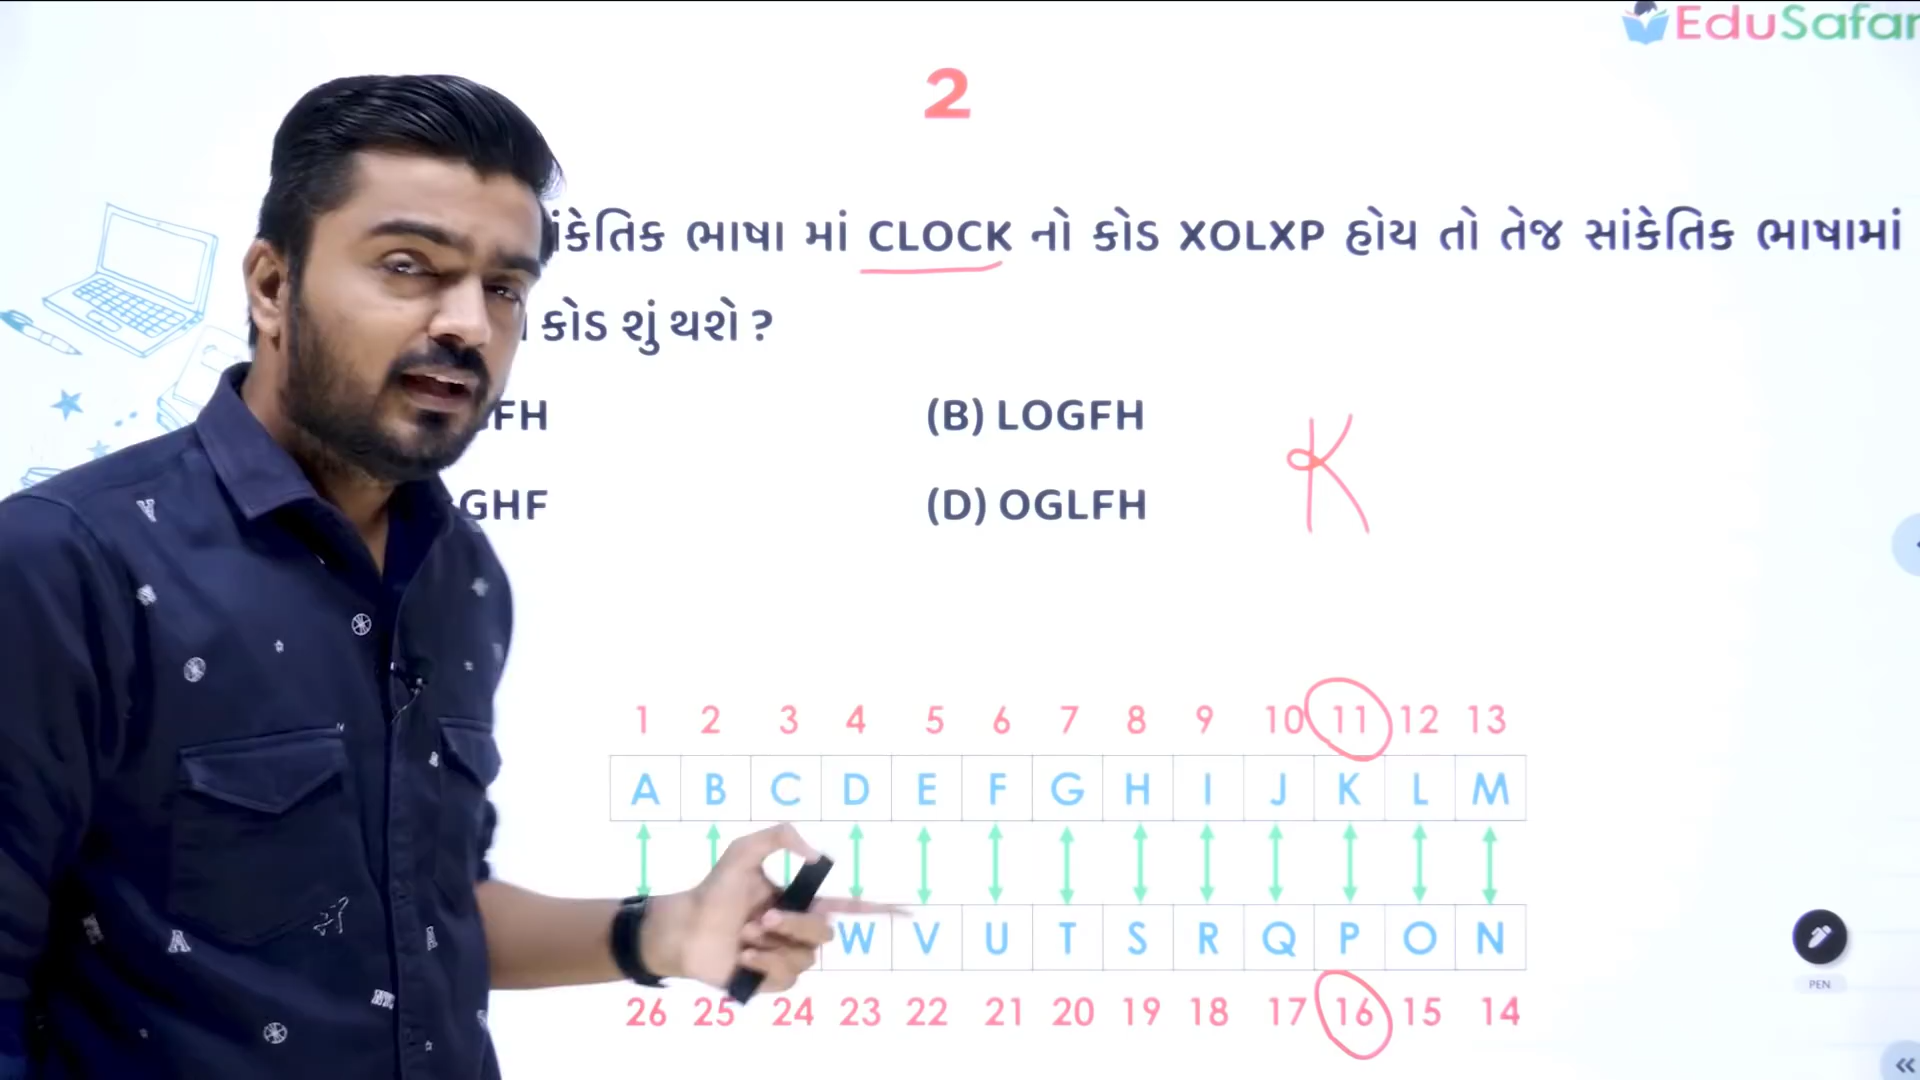 EduSafar
2
સાંકેતિક ભાષા માં CLOCK નો કોડ XOLXP હોય તો તેજ સાંકેતિક ભાષામાં
કોડ શું થશે ?
(B) LOGFH
GHF (D) OGLFH
K
1 2 3 4 5 6 7 8 9 10 11 12 13
A B C D E F G H I J K L M
W V U T S R Q P O N
26 25 24 23 22 21 20 19 18 17 16 15 14
PEN